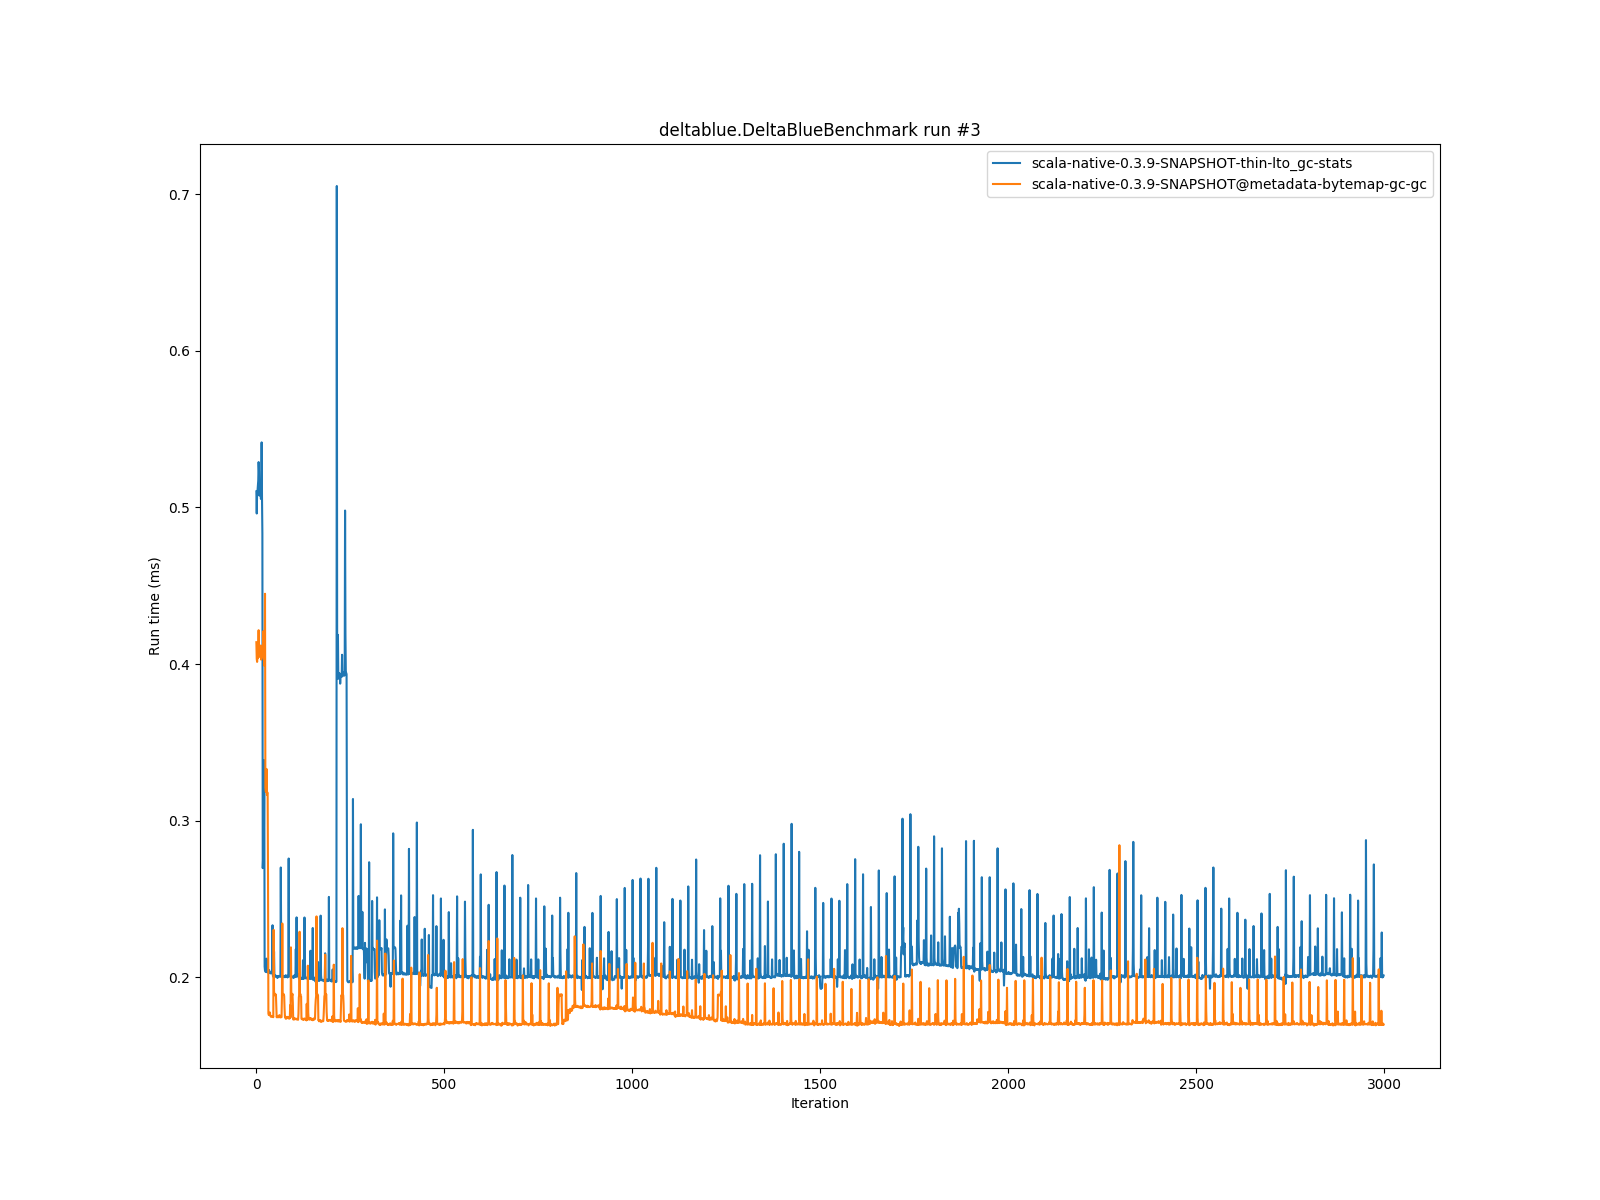 deltablue.DeltaBlueBenchmark run #3
scala-native-0.3.9-SNAPSHOT-thin-lto_gc-stats
scala-native-0.3.9-SNAPSHOT@metadata-bytemap-gc-gc
0.7
0.6
0.5
0.4
0.3
0.2
Run time (ms)
0 500 1000 1500 2000 2500 3000
Iteration